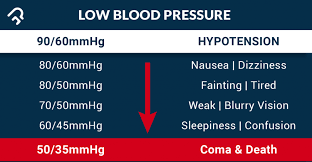 LOW BLOOD PRESSURE
90/60mmHg HYPOTENSION
80/60mmHg Nausea | Dizziness
80/50mmHg Fainting | Tired
70/50mmHg Weak | Blurry Vision
60/45mmHg Sleepiness | Confusion
50/35mmHg Coma & Death